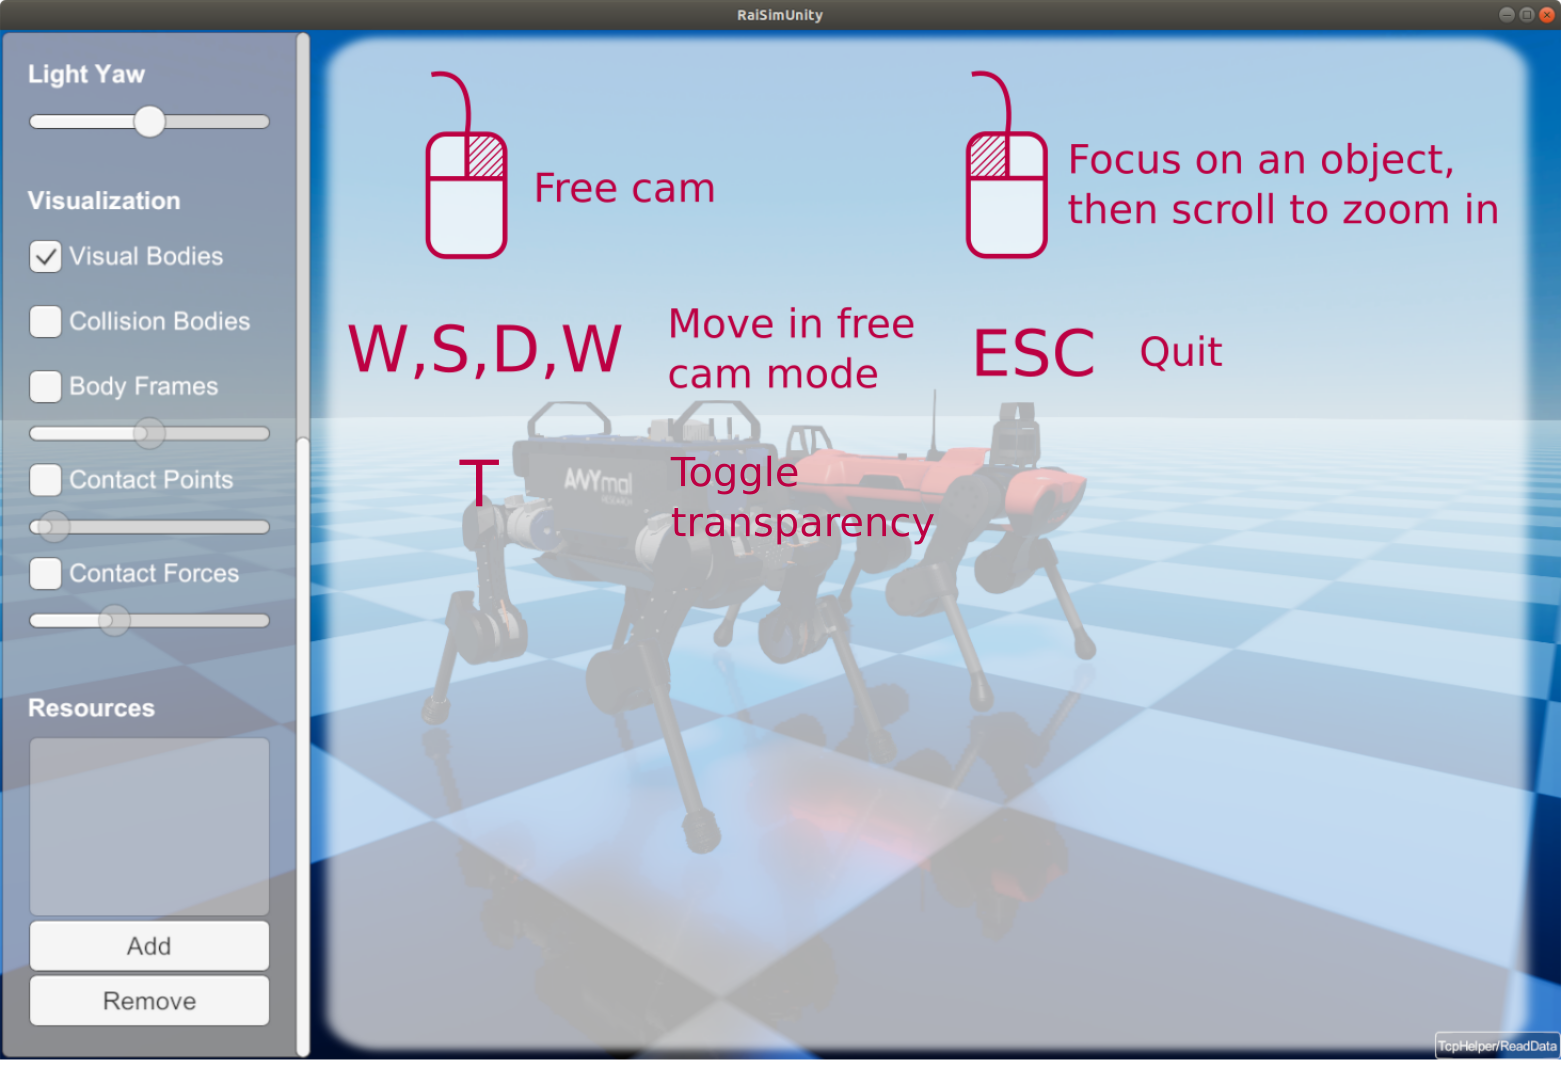 RaiSimUnity
Light Yaw
Visualization
Visual Bodies
Collision Bodies
Body Frames
Contact Points
Contact Forces
Resources
Add
Remove
Free cam
Focus on an object,
then scroll to zoom in
W,S,D,W
Move in free
cam mode
ESC
Quit
T
Toggle
transparency
ANYmal
RESEARCH
TcpHelper/ReadData